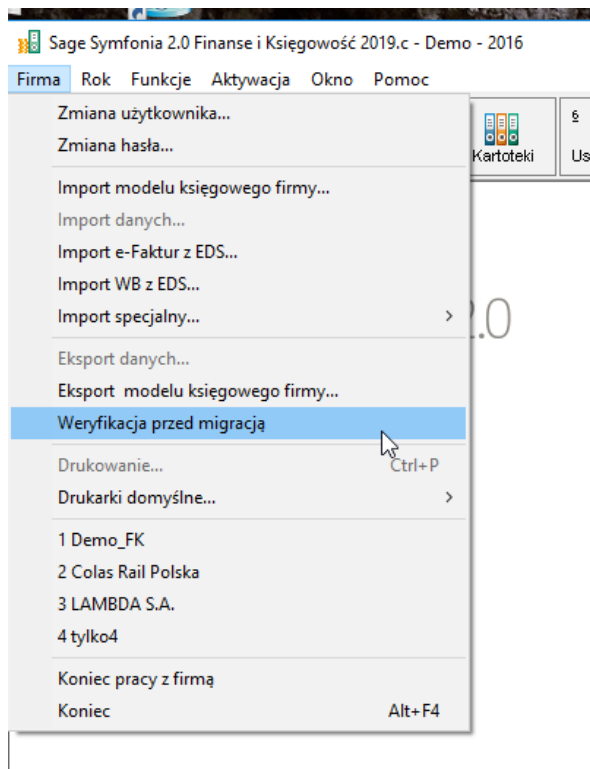 Sage Symfonia 2.0 Finanse i Księgowość 2019.c - Demo - 2016
Firma Rok Funkcje Aktywacja Okno Pomoc
Zmiana użytkownika...
Zmiana hasła...
Kartoteki
6
Us
Import modelu księgowego firmy...
Import danych...
Import e-Faktur z EDS...
Import WB z EDS...
Import specjalny...
2.0
Eksport danych...
Eksport modelu księgowego firmy...
Weryfikacja przed migracją
Drukowanie... Ctrl+P
Drukarki domyślne...
1 Demo_FK
2 Colas Rail Polska
3 LAMBDA S.A.
4 tylko4
Koniec pracy z firmą
Koniec Alt+F4